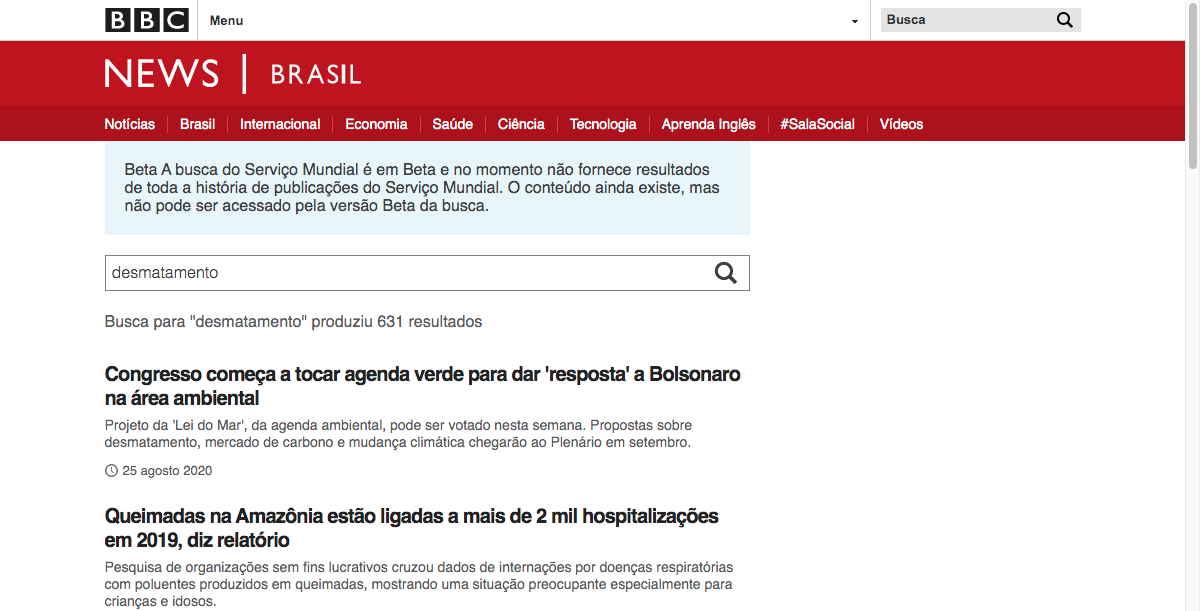 BBC Menu Busca
NEWS BRASIL
Notícias Brasil Internacional Economia Saúde Ciência Tecnologia Aprenda Inglês #SalaSocial Vídeos
Beta A busca do Serviço Mundial é em Beta e no momento não fornece resultados
de toda a história de publicações do Serviço Mundial. O conteúdo ainda existe, mas
não pode ser acessado pela versão Beta da busca.
desmatamento
Busca para "desmatamento" produziu 631 resultados
Congresso começa a tocar agenda verde para dar 'resposta' a Bolsonaro
na área ambiental
Projeto da 'Lei do Mar', da agenda ambiental, pode ser votado nesta semana. Propostas sobre
desmatamento, mercado de carbono e mudança climática chegarão ao Plenário em setembro.
25 agosto 2020
Queimadas na Amazônia estão ligadas a mais de 2 mil hospitalizações
em 2019, diz relatório
Pesquisa de organizações sem fins lucrativos cruzou dados de internações por doenças respiratórias
com poluentes produzidos em queimadas, mostrando uma situação preocupante especialmente para
crianças e idosos.